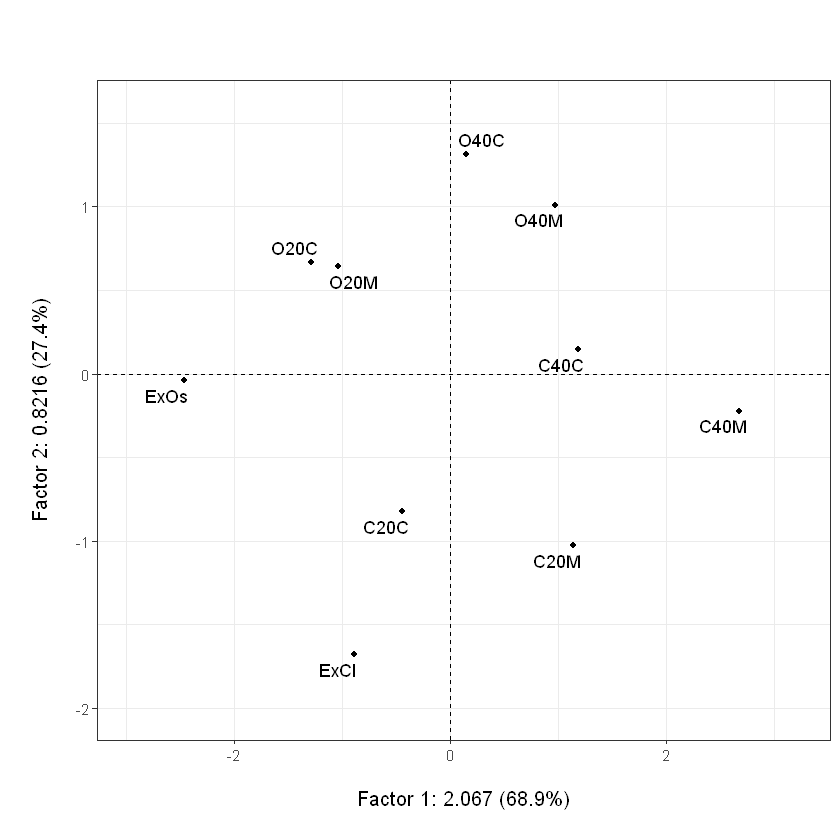 O40C
O40M
1
O20C
O20M
C40C
0
ExOs
C40M
C20C
-1
C20M
ExCl
-2
-2
0
2
Factor 1: 2.067 (68.9%)
Factor 2: 0.8216 (27.4%)